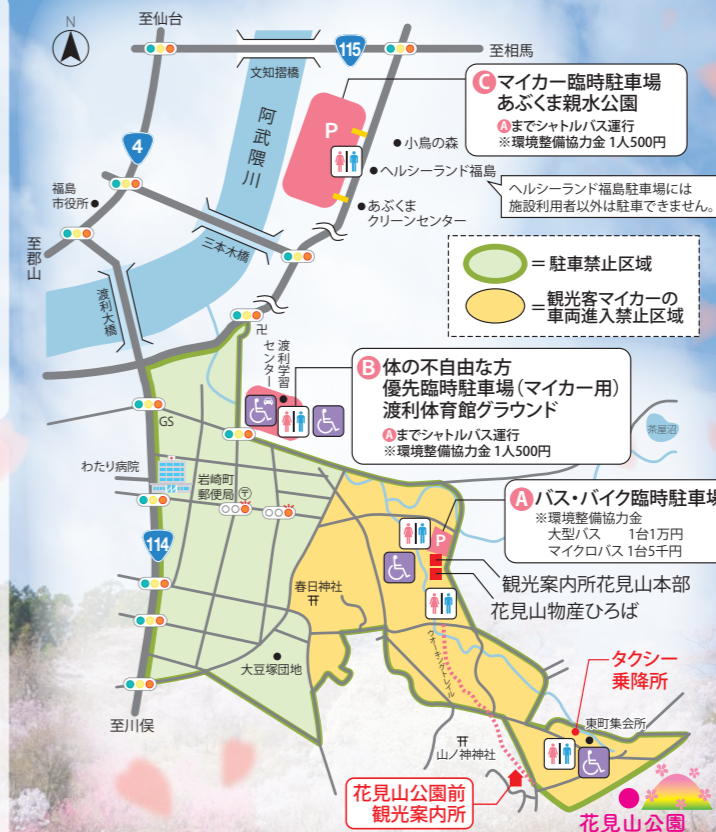 至仙台
N
115
至相馬
文知摺橋
C マイカー臨時駐車場
あぶくま親水公園
Aまでシャトルバス運行
※環境整備協力金 1人500円
阿武隈川
P
4
小鳥の森
ヘルシーランド福島
ヘルシーランド福島駐車場には
施設利用者以外は駐車できません。
福島
市役所
あぶくま
クリーンセンター
至郡山
三本木橋
渡利大橋
=駐車禁止区域
=観光客マイカーの
車両進入禁止区域
卍
渡利学習
センター
B 体の不自由な方
優先臨時駐車場(マイカー用)
渡利体育館グラウンド
Aまでシャトルバス運行
※環境整備協力金 1人500円
茶屋沼
GS
わたり病院
岩崎町
郵便局
〒
A バス・バイク臨時駐車場
※環境整備協力金
大型バス 1台1万円
マイクロバス 1台5千円
P
114
観光案内所花見山本部
花見山物産ひろば
春日神社
ウォーキングトレイル
大豆塚団地
タクシー
乗降所
東町集会所
至川俣
山ノ神神社
花見山公園前
観光案内所
花見山公園